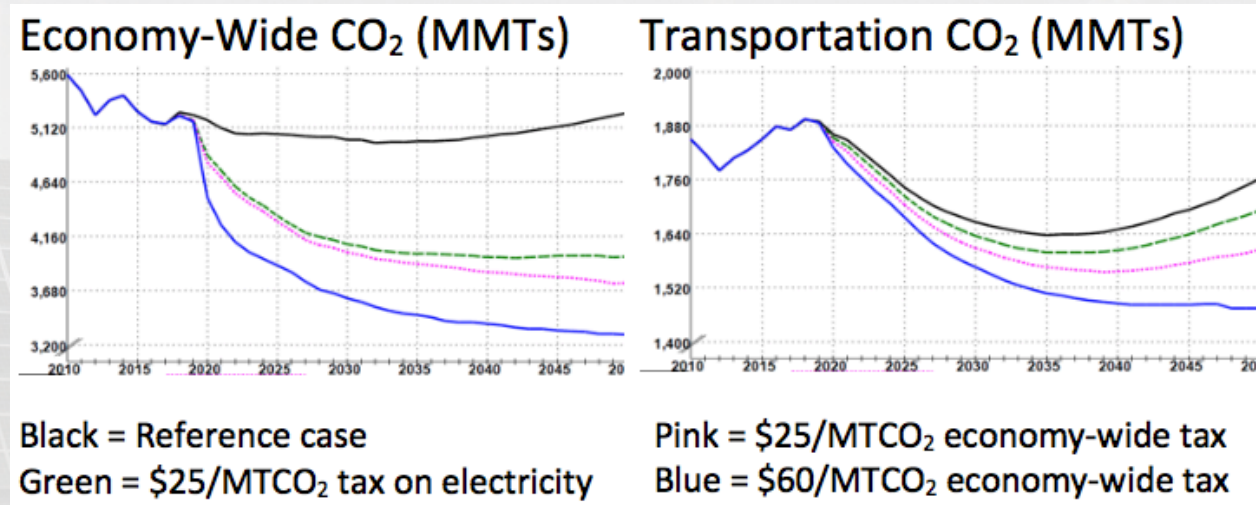 Economy-Wide CO₂ (MMTs)
5,600
5,120
4,640
4,160
3,680
3,200
2010 2015 2020 2025 2030 2035 2040 2045 20
Transportation CO₂ (MMTs)
2,000
1,880
1,760
1,640
1,520
1,400
2010 2015 2020 2025 2030 2035 2040 2045 20
Black = Reference case
Green = $25/MTCO₂ tax on electricity
Pink = $25/MTCO₂ economy-wide tax
Blue = $60/MTCO₂ economy-wide tax